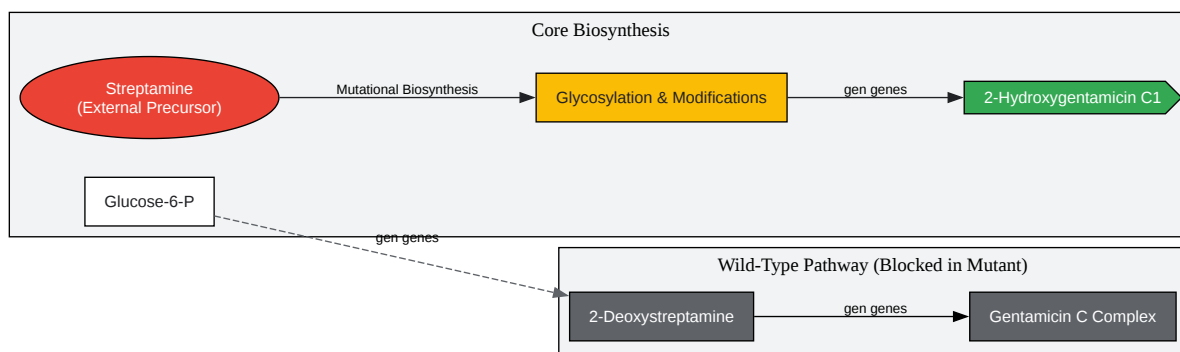 Core Biosynthesis
Streptamine
(External Precursor)
Mutational Biosynthesis
Glycosylation & Modifications
gen genes
2-Hydroxygentamicin C1
Glucose-6-P
gen genes
Wild-Type Pathway (Blocked in Mutant)
2-Deoxystreptamine
gen genes
Gentamicin C Complex